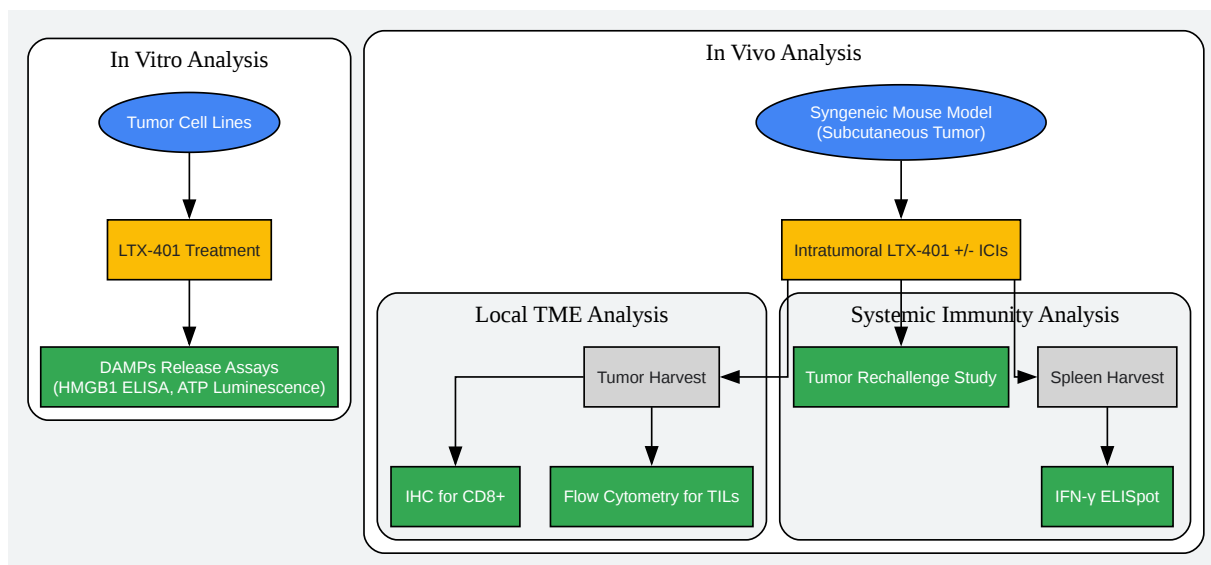 In Vitro Analysis
Tumor Cell Lines
LTX-401 Treatment
DAMPs Release Assays
(HMGB1 ELISA, ATP Luminescence)
In Vivo Analysis
Syngeneic Mouse Model
(Subcutaneous Tumor)
Intratumoral LTX-401 +/- ICIs
Local TME Analysis
Tumor Harvest
IHC for CD8+
Flow Cytometry for TILs
Systemic Immunity Analysis
Tumor Rechallenge Study
Spleen Harvest
IFN-γ ELISpot